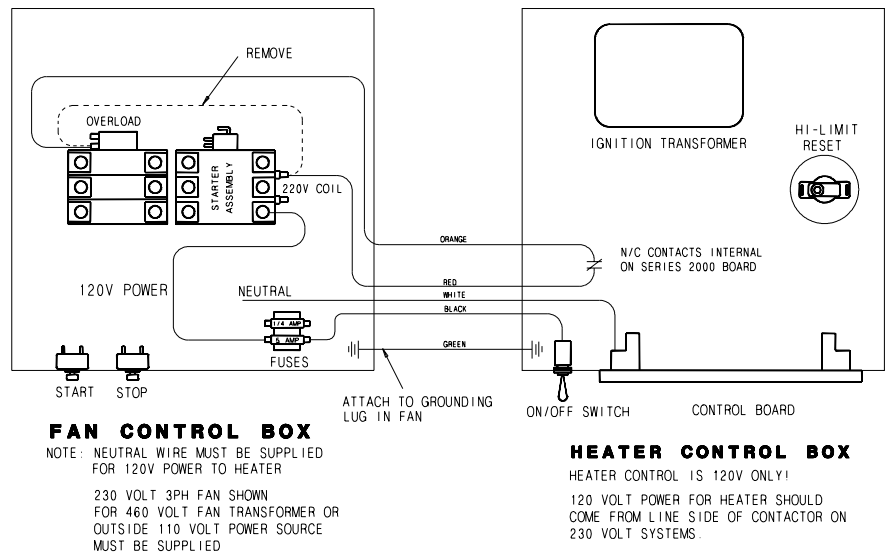 REMOVE
OVERLOAD
STARTER
ASSEMBLY
220V COIL
IGNITION TRANSFORMER
HI-LIMIT
RESET
ORANGE
N/C CONTACTS INTERNAL
ON SERIES 2000 BOARD
RED
120V POWER
NEUTRAL
WHITE
BLACK
1/4 AMP
5 AMP
FUSES
GREEN
START
STOP
ATTACH TO GROUNDING
LUG IN FAN
ON/OFF SWITCH
CONTROL BOARD
FAN CONTROL BOX
NOTE: NEUTRAL WIRE MUST BE SUPPLIED
FOR 120V POWER TO HEATER
230 VOLT 3PH FAN SHOWN
FOR 460 VOLT FAN TRANSFORMER OR
OUTSIDE 110 VOLT POWER SOURCE
MUST BE SUPPLIED
HEATER CONTROL BOX
HEATER CONTROL IS 120V ONLY!
120 VOLT POWER FOR HEATER SHOULD
COME FROM LINE SIDE OF CONTACTOR ON
230 VOLT SYSTEMS.